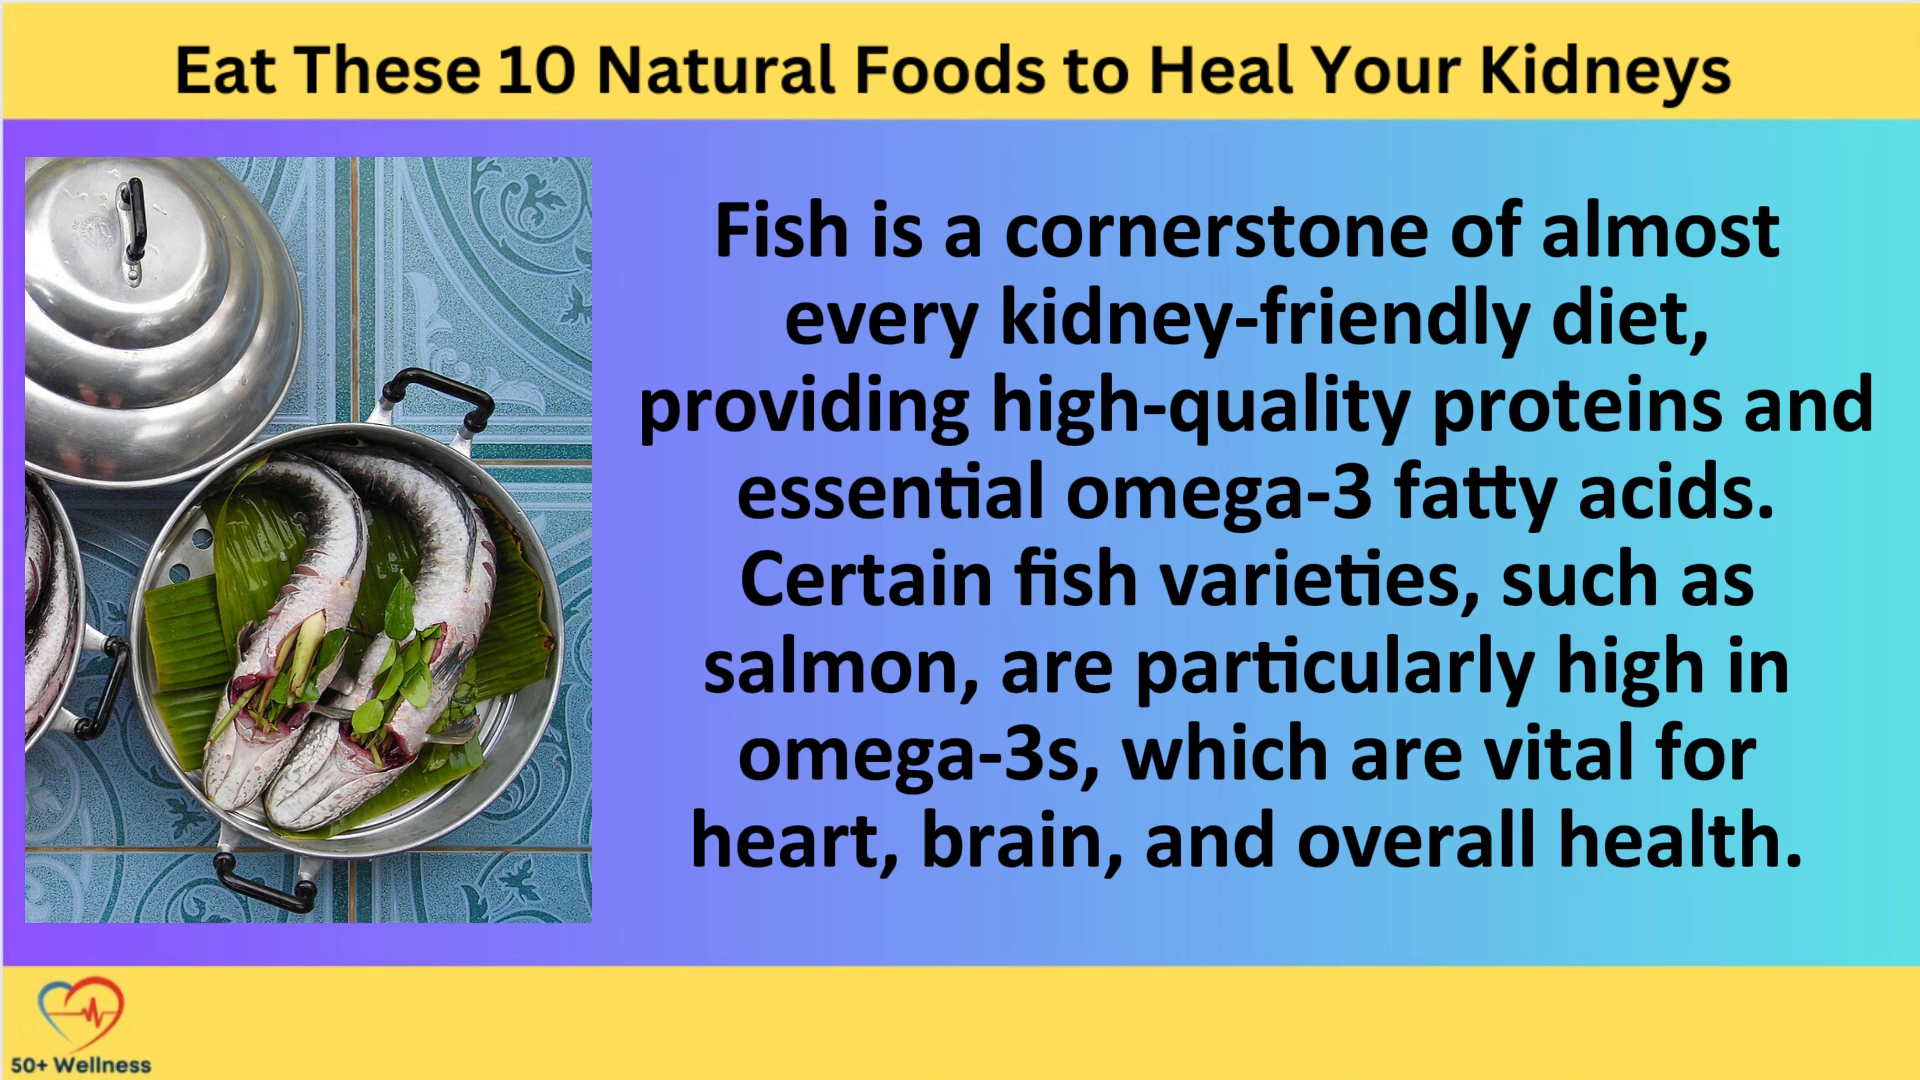 Eat These 10 Natural Foods to Heal Your Kidneys
Fish is a cornerstone of almost
every kidney-friendly diet,
providing high-quality proteins and
essential omega-3 fatty acids.
Certain fish varieties, such as
salmon, are particularly high in
omega-3s, which are vital for
heart, brain, and overall health.
50+ Wellness